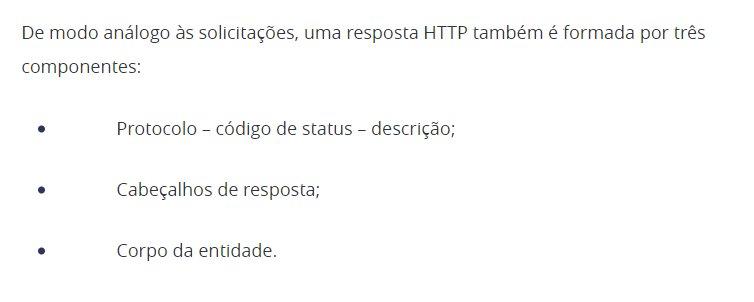 De modo análogo às solicitações, uma resposta HTTP também é formada por três
componentes:
• Protocolo – código de status – descrição;
• Cabeçalhos de resposta;
• Corpo da entidade.